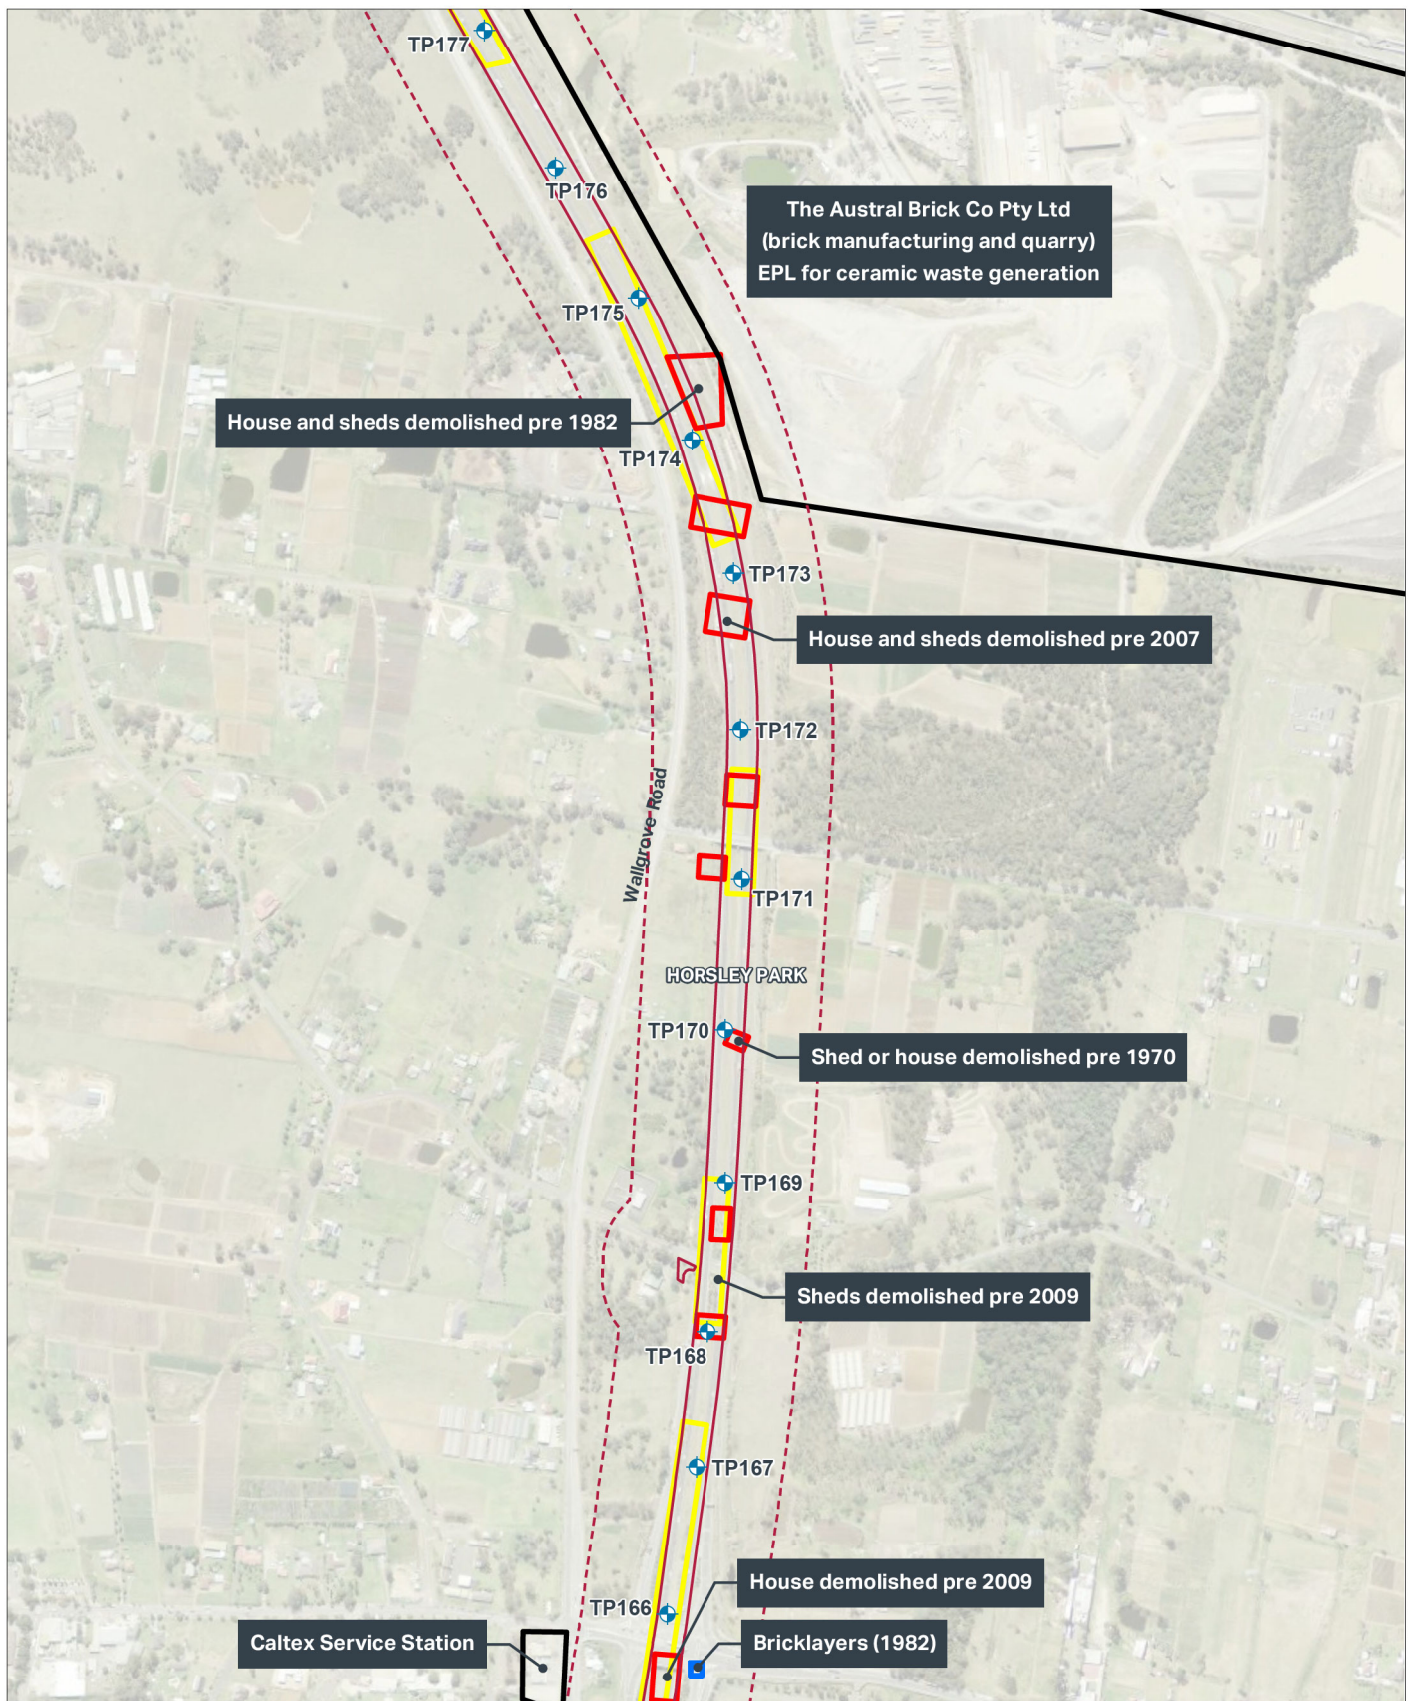 TP177
TP176
The Austral Brick Co Pty Ltd
(brick manufacturing and quarry)
EPL for ceramic waste generation
TP175
House and sheds demolished pre 1982
TP174
TP173
House and sheds demolished pre 2007
TP172
Wallgrove Road
TP171
HORSLEY PARK
TP170
Shed or house demolished pre 1970
TP169
Sheds demolished pre 2009
TP168
TP167
House demolished pre 2009
TP166
Caltex Service Station
Bricklayers (1982)